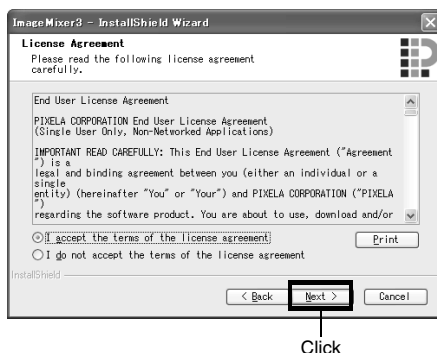 ImageMixer3 - InstallShield Wizard
License Agreement
Please read the following license agreement
carefully.
End User License Agreement
PIXELA CORPORATION End User License Agreement
(Single User Only, Non-Networked Applications)
IMPORTANT READ CAREFULLY: This End User License Agreement ("Agreement
") is a
legal and binding agreement between you (either an individual or a
single
entity) (hereinafter "You" or "Your") and PIXELA CORPORATION ("PIXELA
")
regarding the software product. You are about to use, download and/or
I accept the terms of the license agreement
Print
I do not accept the terms of the license agreement
InstallShield
< Back
Next >
Cancel
Click